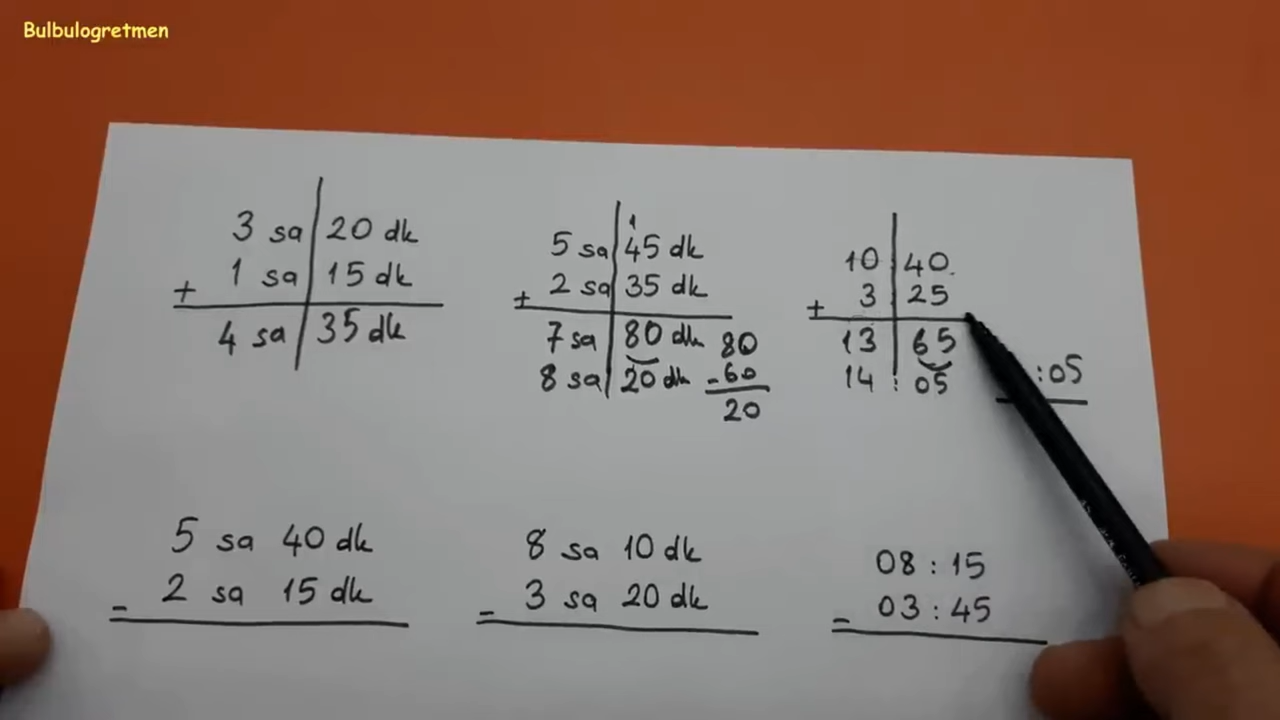 Bulbulogretmen
3 sa 20 dk
1 sa 15 dk
+
4 sa 35 dk
1
5 sa 45 dk
2 sa 35 dk
+
7 sa 80 dk 80
8 sa 20 dk -60
20
10 40
3 25
+
13 65
14 : 05
:05
5 sa 40 dk
2 sa 15 dk
-
8 sa 10 dk
3 sa 20 dk
-
08 : 15
03 : 45
-